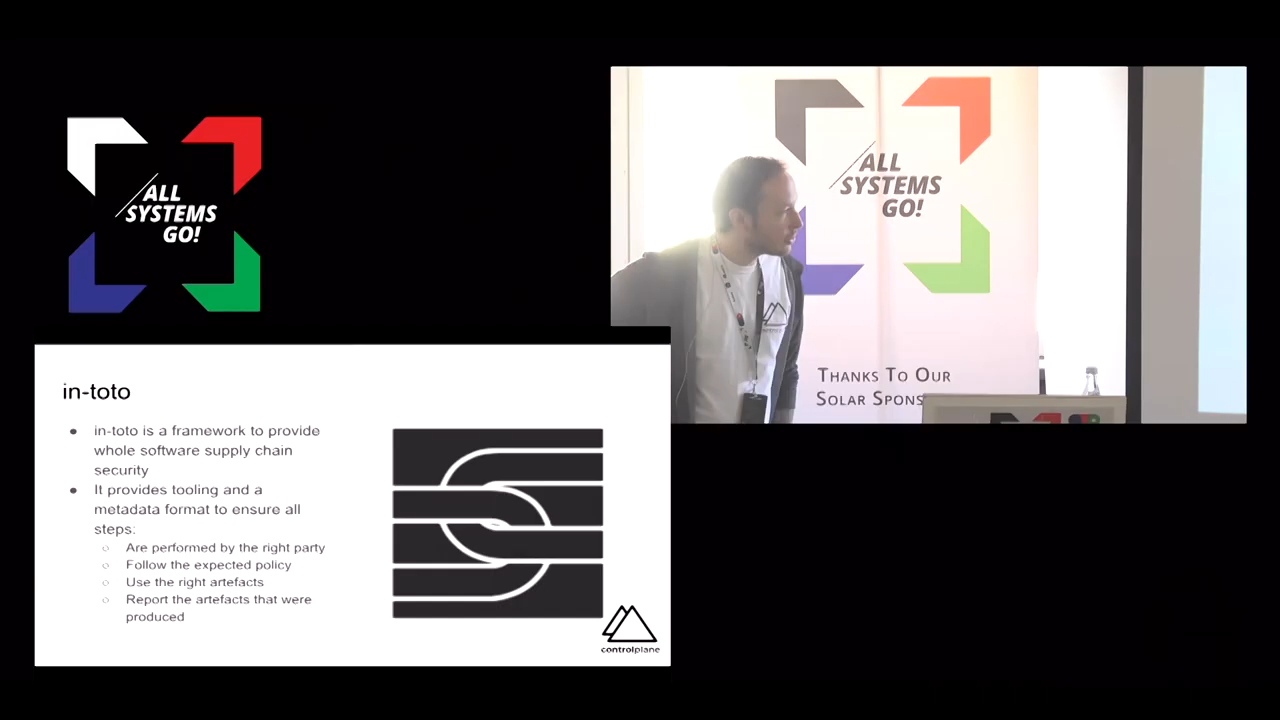 ALL
SYSTEMS
GO!
ALL
SYSTEMS
GO!
THANKS TO OUR
SOLAR SPONS
in-toto
● in-toto is a framework to provide
whole software supply chain
security
● It provides tooling and a
metadata format to ensure all
steps:
○ Are performed by the right party
○ Follow the expected policy
○ Use the right artefacts
○ Report the artefacts that were
produced
controlplane